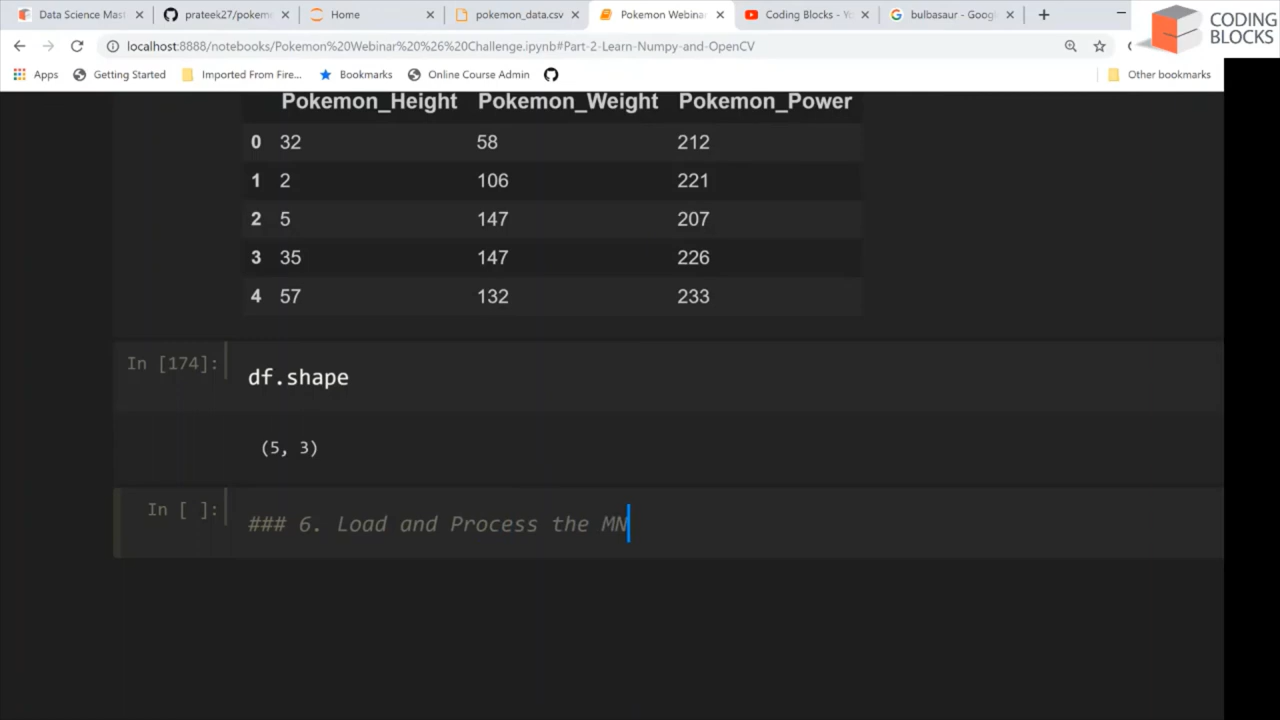 Data Science Mast
prateek27/pokem
Home
pokemon_data.csv
Pokemon Webina
Coding Blocks - Yo
bulbasaur - Googl
localhost:8888/notebooks/Pokemon%20Webinar%20%26%20Challenge.ipynb#Part-2-Learn-Numpy-and-OpenCV
CODING
BLOCKS
Apps
Getting Started
Imported From Fire...
Bookmarks
Online Course Admin
Other bookmarks
Pokemon_Height Pokemon_Weight Pokemon_Power
0 32 58 212
1 2 106 221
2 5 147 207
3 35 147 226
4 57 132 233
In [174]:
df.shape
(5, 3)
In [ ]:
### 6. Load and Process the MN